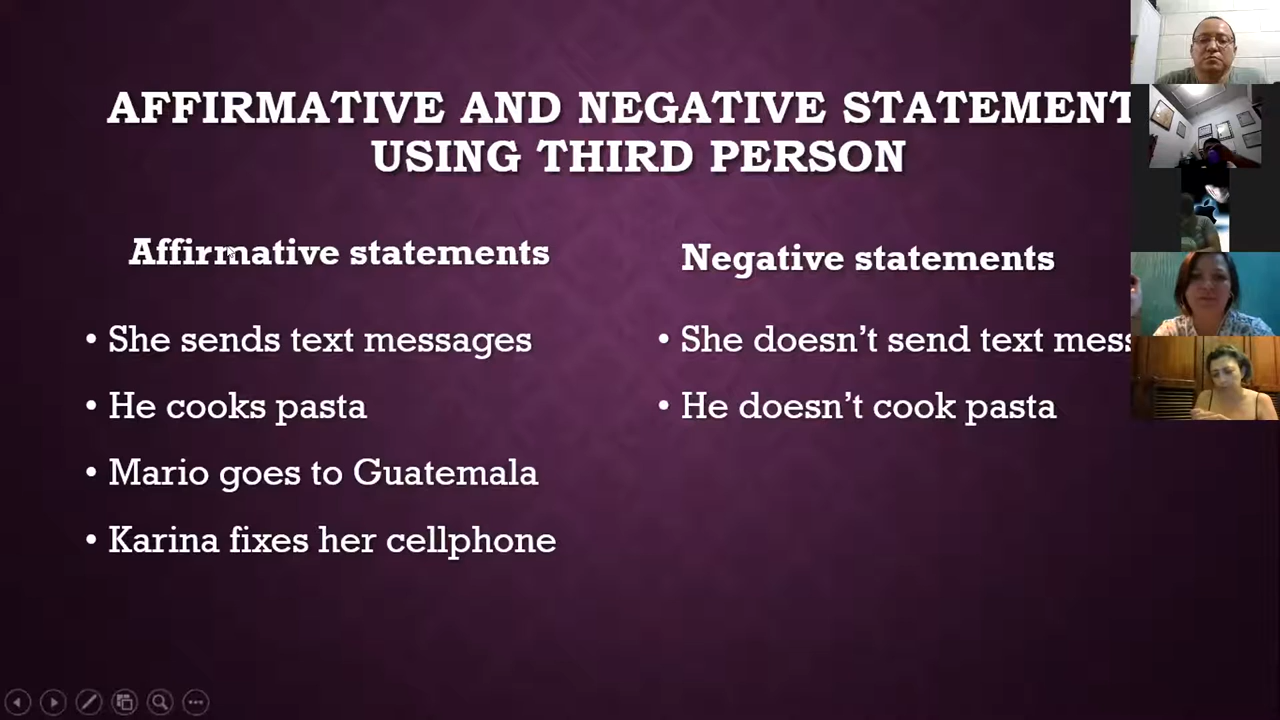 AFFIRMATIVE AND NEGATIVE STATEMENT
USING THIRD PERSON
Affirmative statements
• She sends text messages
• He cooks pasta
• Mario goes to Guatemala
• Karina fixes her cellphone
Negative statements
• She doesn’t send text mess
• He doesn’t cook pasta